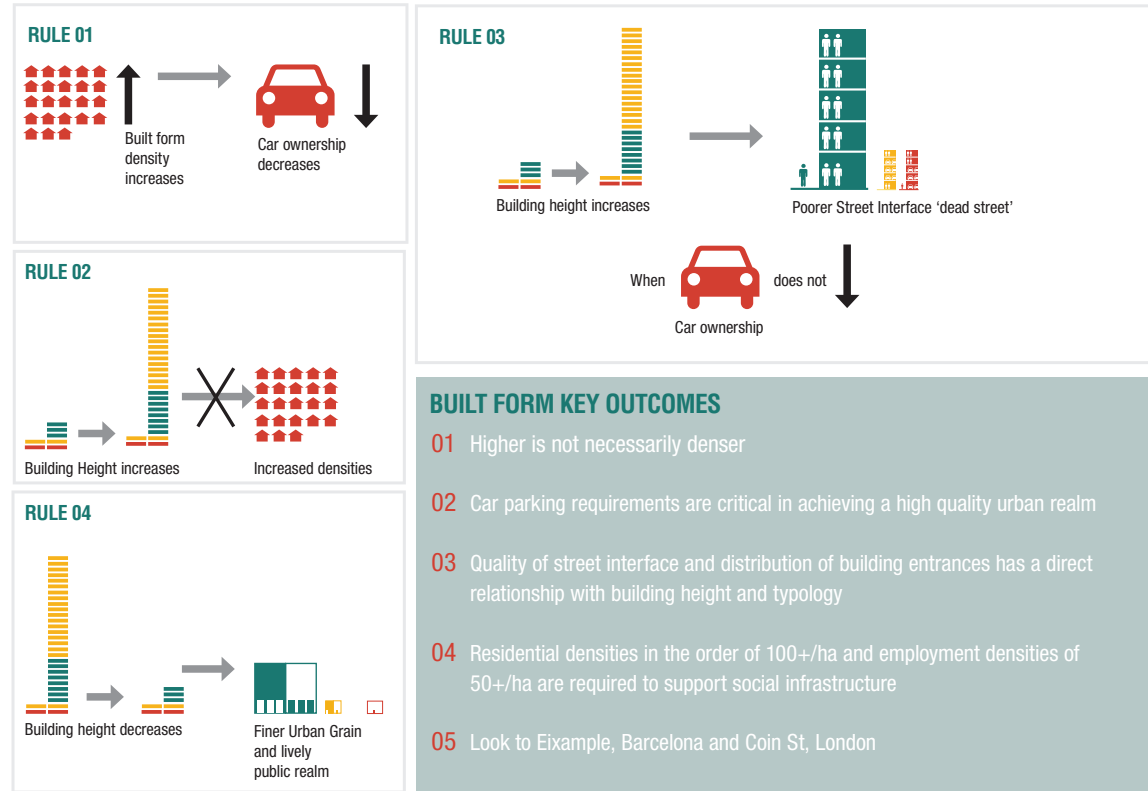 RULE 01
Built form
density
increases
Car ownership
decreases
RULE 02
Building Height increases
Increased densities
RULE 04
Building height decreases
Finer Urban Grain
and lively
public realm
RULE 03
Building height increases
Poorer Street Interface ‘dead street’
When
does not
Car ownership
BUILT FORM KEY OUTCOMES
01 Higher is not necessarily denser
02 Car parking requirements are critical in achieving a high quality urban realm
03 Quality of street interface and distribution of building entrances has a direct
relationship with building height and typology
04 Residential densities in the order of 100+/ha and employment densities of
50+/ha are required to support social infrastructure
05 Look to Eixample, Barcelona and Coin St, London